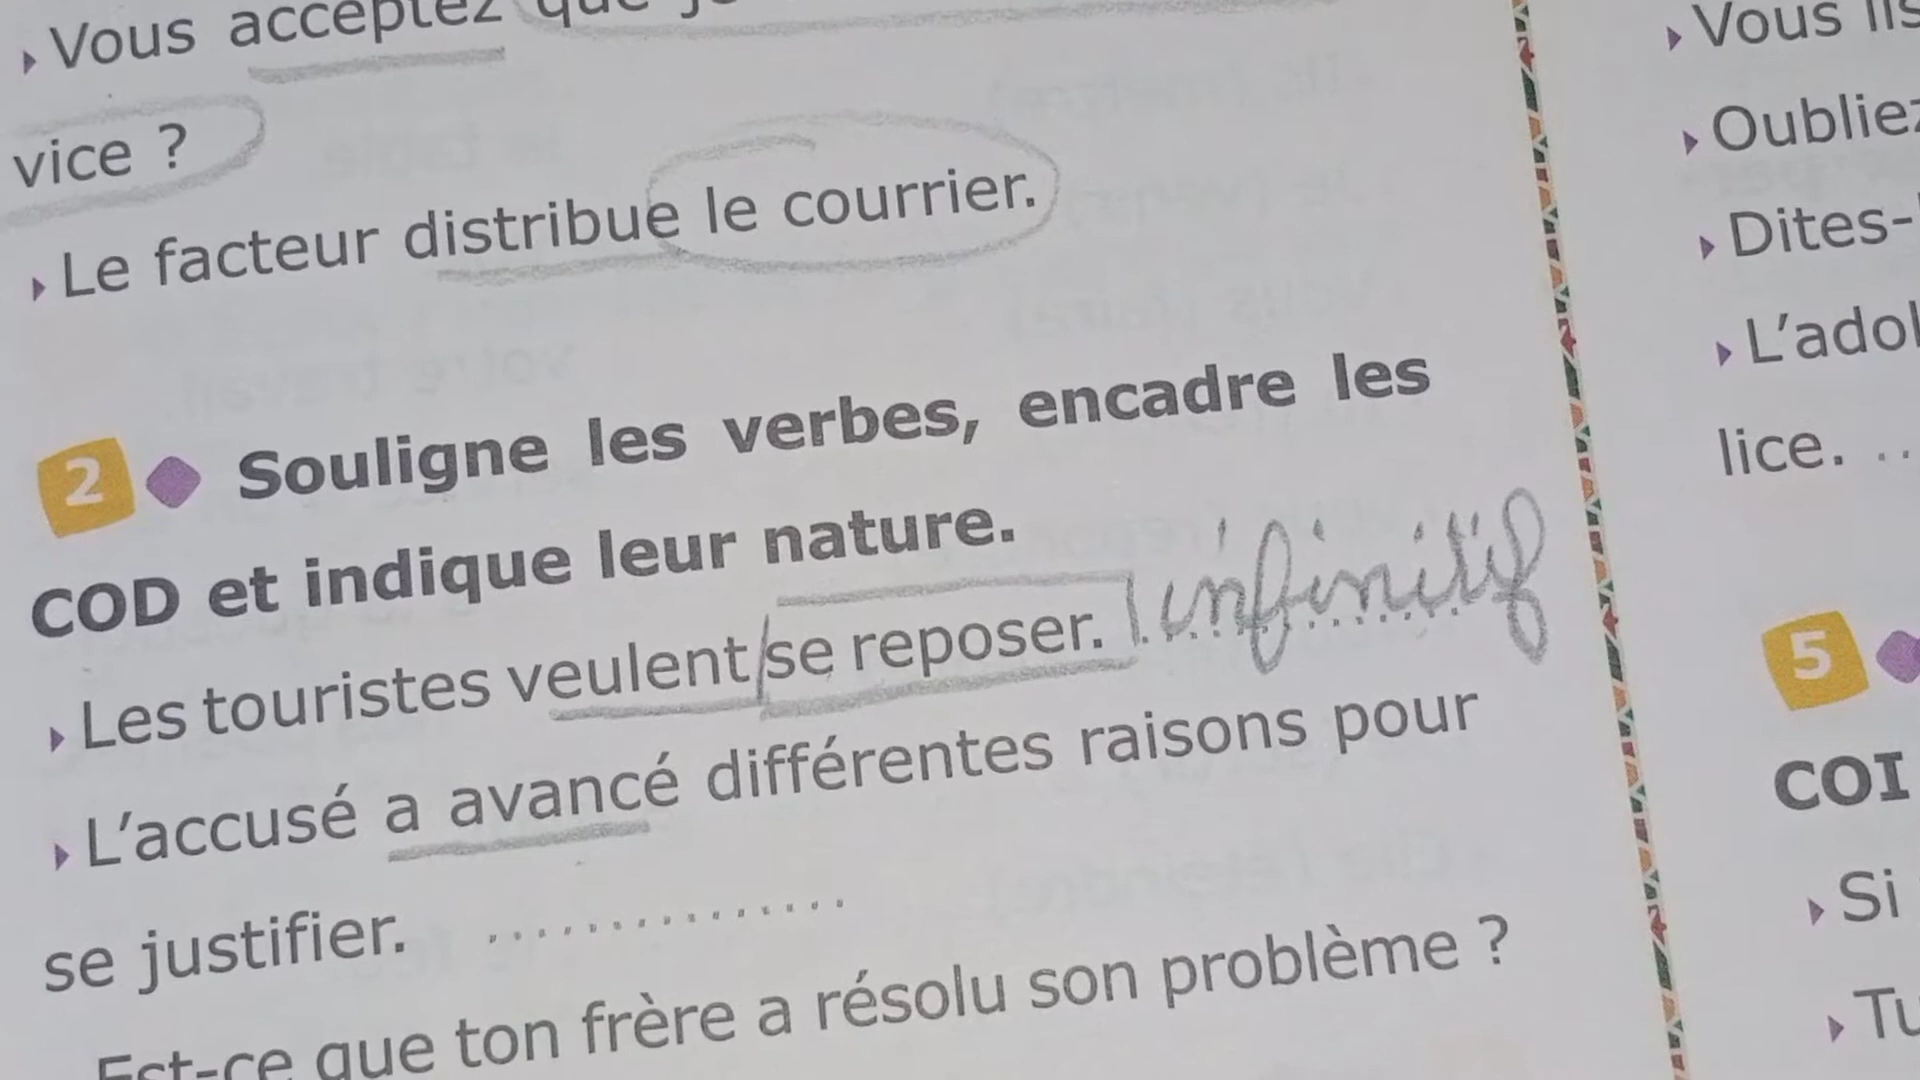 Vous acceptez que
vice ?
Le facteur distribue le courrier.
2 Souligne les verbes, encadre les
COD et indique leur nature.
Les touristes veulent se reposer. infinitif
L'accusé a avancé différentes raisons pour
se justifier. ...............
Est-ce que ton frère a résolu son problème ?
Vous
Oubliez
Dites-
L'adol
lice. ..
5
COI
Si
Tu